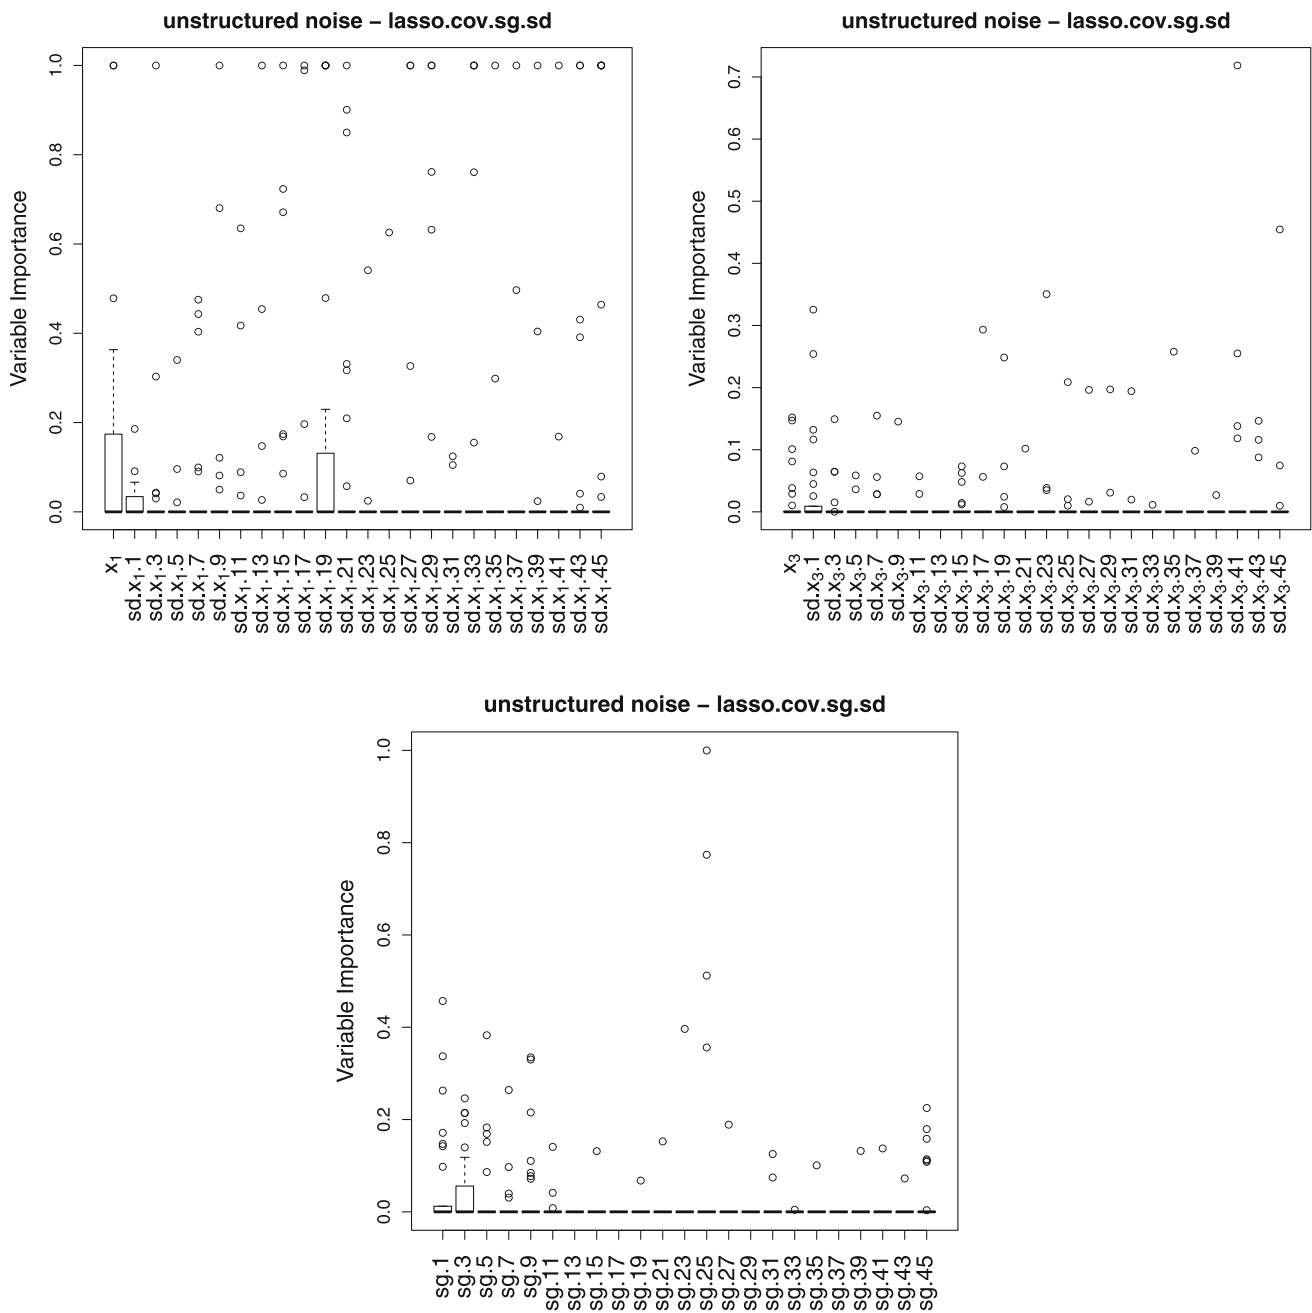 unstructured noise − lasso.cov.sg.sd
Variable Importance
0.0 0.2 0.4 0.6 0.8 1.0
x₁ sd.x₁.1 sd.x₁.3 sd.x₁.5 sd.x₁.7 sd.x₁.9 sd.x₁.11 sd.x₁.13 sd.x₁.15 sd.x₁.17 sd.x₁.19 sd.x₁.21 sd.x₁.23 sd.x₁.25 sd.x₁.27 sd.x₁.29 sd.x₁.31 sd.x₁.33 sd.x₁.35 sd.x₁.37 sd.x₁.39 sd.x₁.41 sd.x₁.43 sd.x₁.45
unstructured noise − lasso.cov.sg.sd
Variable Importance
0.0 0.1 0.2 0.3 0.4 0.5 0.6 0.7
x₃ sd.x₃.1 sd.x₃.3 sd.x₃.5 sd.x₃.7 sd.x₃.9 sd.x₃.11 sd.x₃.13 sd.x₃.15 sd.x₃.17 sd.x₃.19 sd.x₃.21 sd.x₃.23 sd.x₃.25 sd.x₃.27 sd.x₃.29 sd.x₃.31 sd.x₃.33 sd.x₃.35 sd.x₃.37 sd.x₃.39 sd.x₃.41 sd.x₃.43 sd.x₃.45
unstructured noise − lasso.cov.sg.sd
Variable Importance
0.0 0.2 0.4 0.6 0.8 1.0
sg.1 sg.3 sg.5 sg.7 sg.9 sg.11 sg.13 sg.15 sg.17 sg.19 sg.21 sg.23 sg.25 sg.27 sg.29 sg.31 sg.33 sg.35 sg.37 sg.39 sg.41 sg.43 sg.45